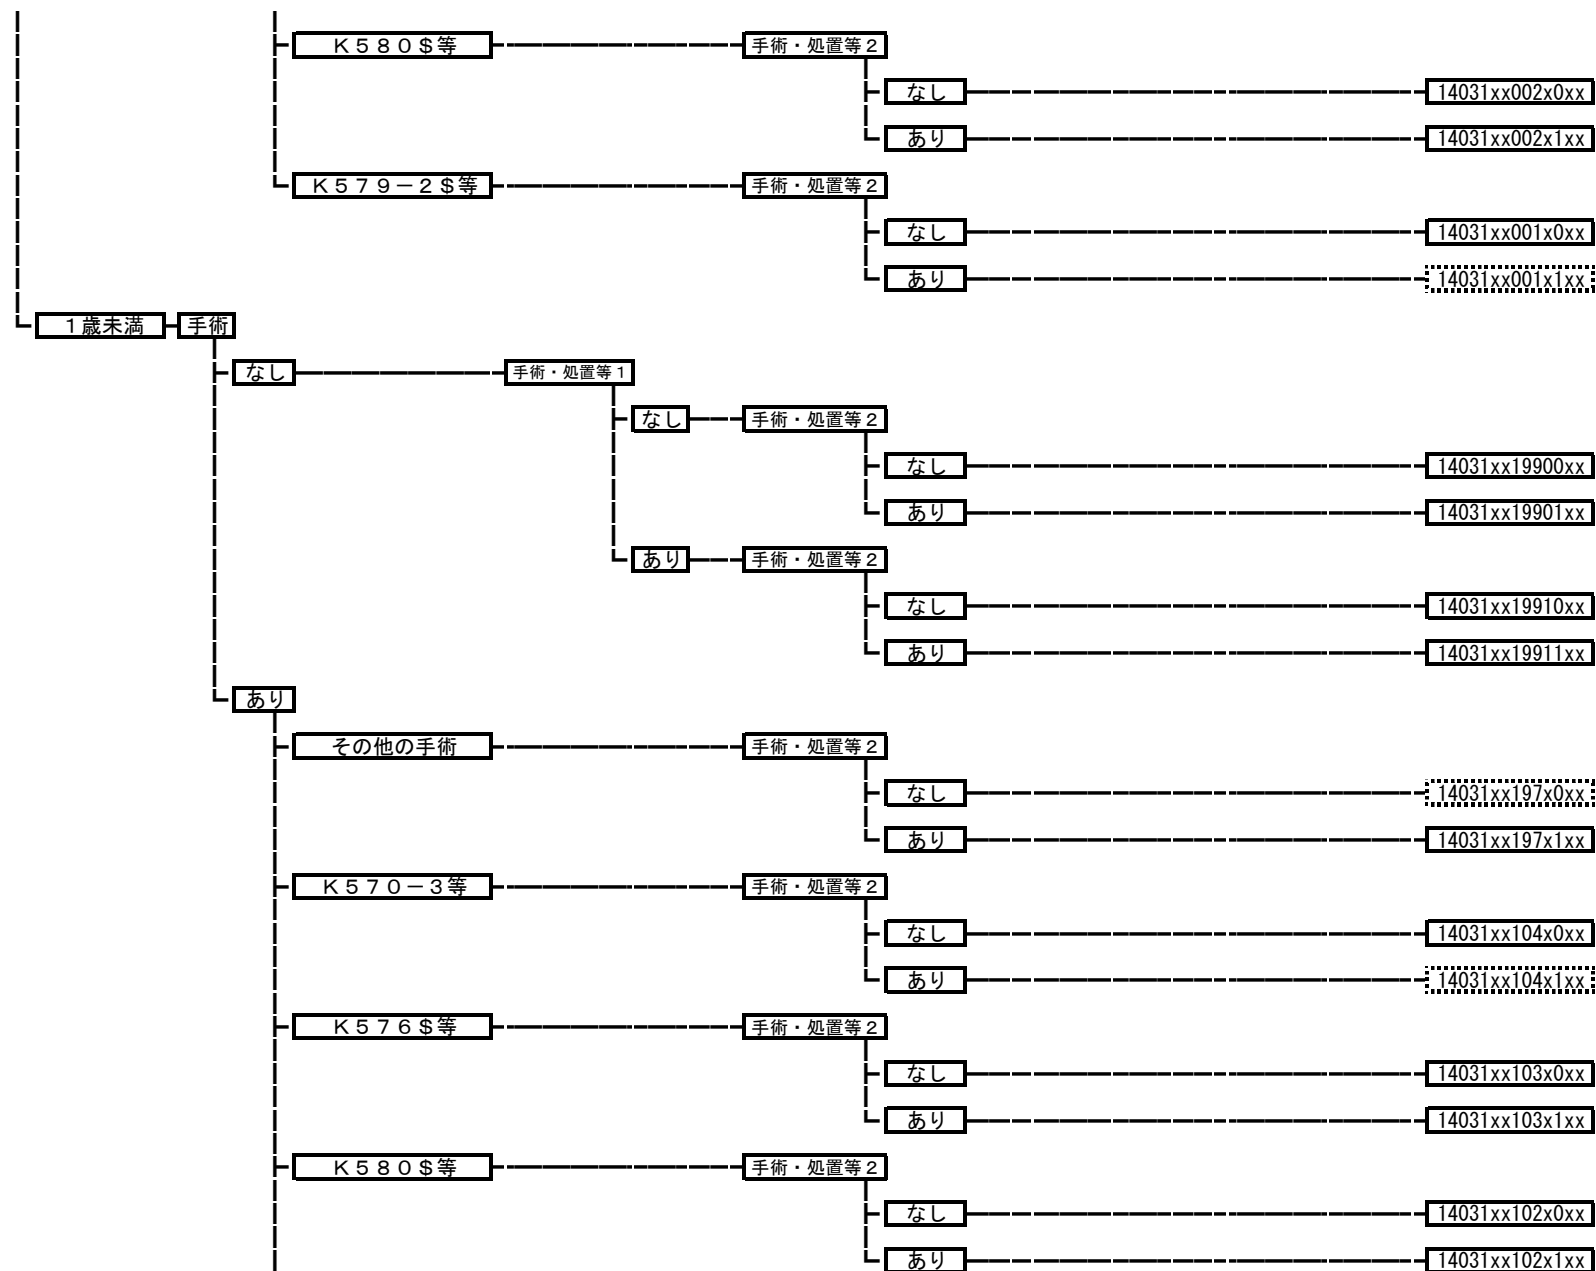 K580$等 手術・処置等2
なし 14031xx002x0xx
あり 14031xx002x1xx
K579-2$等 手術・処置等2
なし 14031xx001x0xx
あり 14031xx001x1xx
1歳未満 手術
なし 手術・処置等1
なし 手術・処置等2
なし 14031xx19900xx
あり 14031xx19901xx
あり 手術・処置等2
なし 14031xx19910xx
あり 14031xx19911xx
あり
その他の手術 手術・処置等2
なし 14031xx197x0xx
あり 14031xx197x1xx
K570-3等 手術・処置等2
なし 14031xx104x0xx
あり 14031xx104x1xx
K576$等 手術・処置等2
なし 14031xx103x0xx
あり 14031xx103x1xx
K580$等 手術・処置等2
なし 14031xx102x0xx
あり 14031xx102x1xx